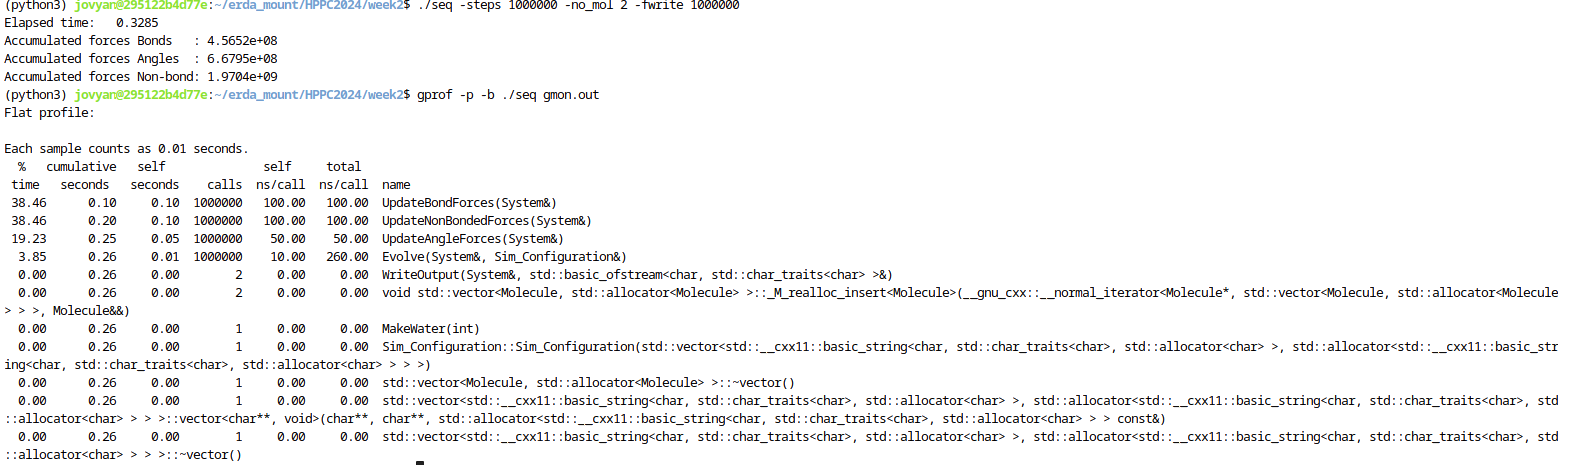 (python3) jovyan@295122b4d77e:~/erda_mount/HPPC2024/week2$ ./seq -steps 1000000 -no_mol 2 -fwrite 1000000
Elapsed time:   0.3285
Accumulated forces Bonds   : 4.5652e+08
Accumulated forces Angles  : 6.6795e+08
Accumulated forces Non-bond: 1.9704e+09
(python3) jovyan@295122b4d77e:~/erda_mount/HPPC2024/week2$ gprof -p -b ./seq gmon.out
Flat profile:

Each sample counts as 0.01 seconds.
  %   cumulative   self              self     total
 time   seconds   seconds    calls  ns/call  ns/call  name
 38.46      0.10     0.10  1000000   100.00   100.00  UpdateBondForces(System&)
 38.46      0.20     0.10  1000000   100.00   100.00  UpdateNonBondedForces(System&)
 19.23      0.25     0.05  1000000    50.00    50.00  UpdateAngleForces(System&)
  3.85      0.26     0.01  1000000    10.00   260.00  Evolve(System&, Sim_Configuration&)
  0.00      0.26     0.00        2     0.00     0.00  WriteOutput(System&, std::basic_ofstream<char, std::char_traits<char> >&)
  0.00      0.26     0.00        2     0.00     0.00  void std::vector<Molecule, std::allocator<Molecule> >::_M_realloc_insert<Molecule>(__gnu_cxx::__normal_iterator<Molecule*, std::vector<Molecule, std::allocator<Molecule
> > >, Molecule&&)
  0.00      0.26     0.00        1     0.00     0.00  MakeWater(int)
  0.00      0.26     0.00        1     0.00     0.00  Sim_Configuration::Sim_Configuration(std::vector<std::__cxx11::basic_string<char, std::char_traits<char>, std::allocator<char> >, std::allocator<std::__cxx11::basic_str
ing<char, std::char_traits<char>, std::allocator<char> > > >)
  0.00      0.26     0.00        1     0.00     0.00  std::vector<Molecule, std::allocator<Molecule> >::~vector()
  0.00      0.26     0.00        1     0.00     0.00  std::vector<std::__cxx11::basic_string<char, std::char_traits<char>, std::allocator<char> >, std::allocator<std::__cxx11::basic_string<char, std::char_traits<char>, std
::allocator<char> > > >::vector<char**, void>(char**, char**, std::allocator<std::__cxx11::basic_string<char, std::char_traits<char>, std::allocator<char> > > const&)
  0.00      0.26     0.00        1     0.00     0.00  std::vector<std::__cxx11::basic_string<char, std::char_traits<char>, std::allocator<char> >, std::allocator<std::__cxx11::basic_string<char, std::char_traits<char>, std
::allocator<char> > > >::~vector()